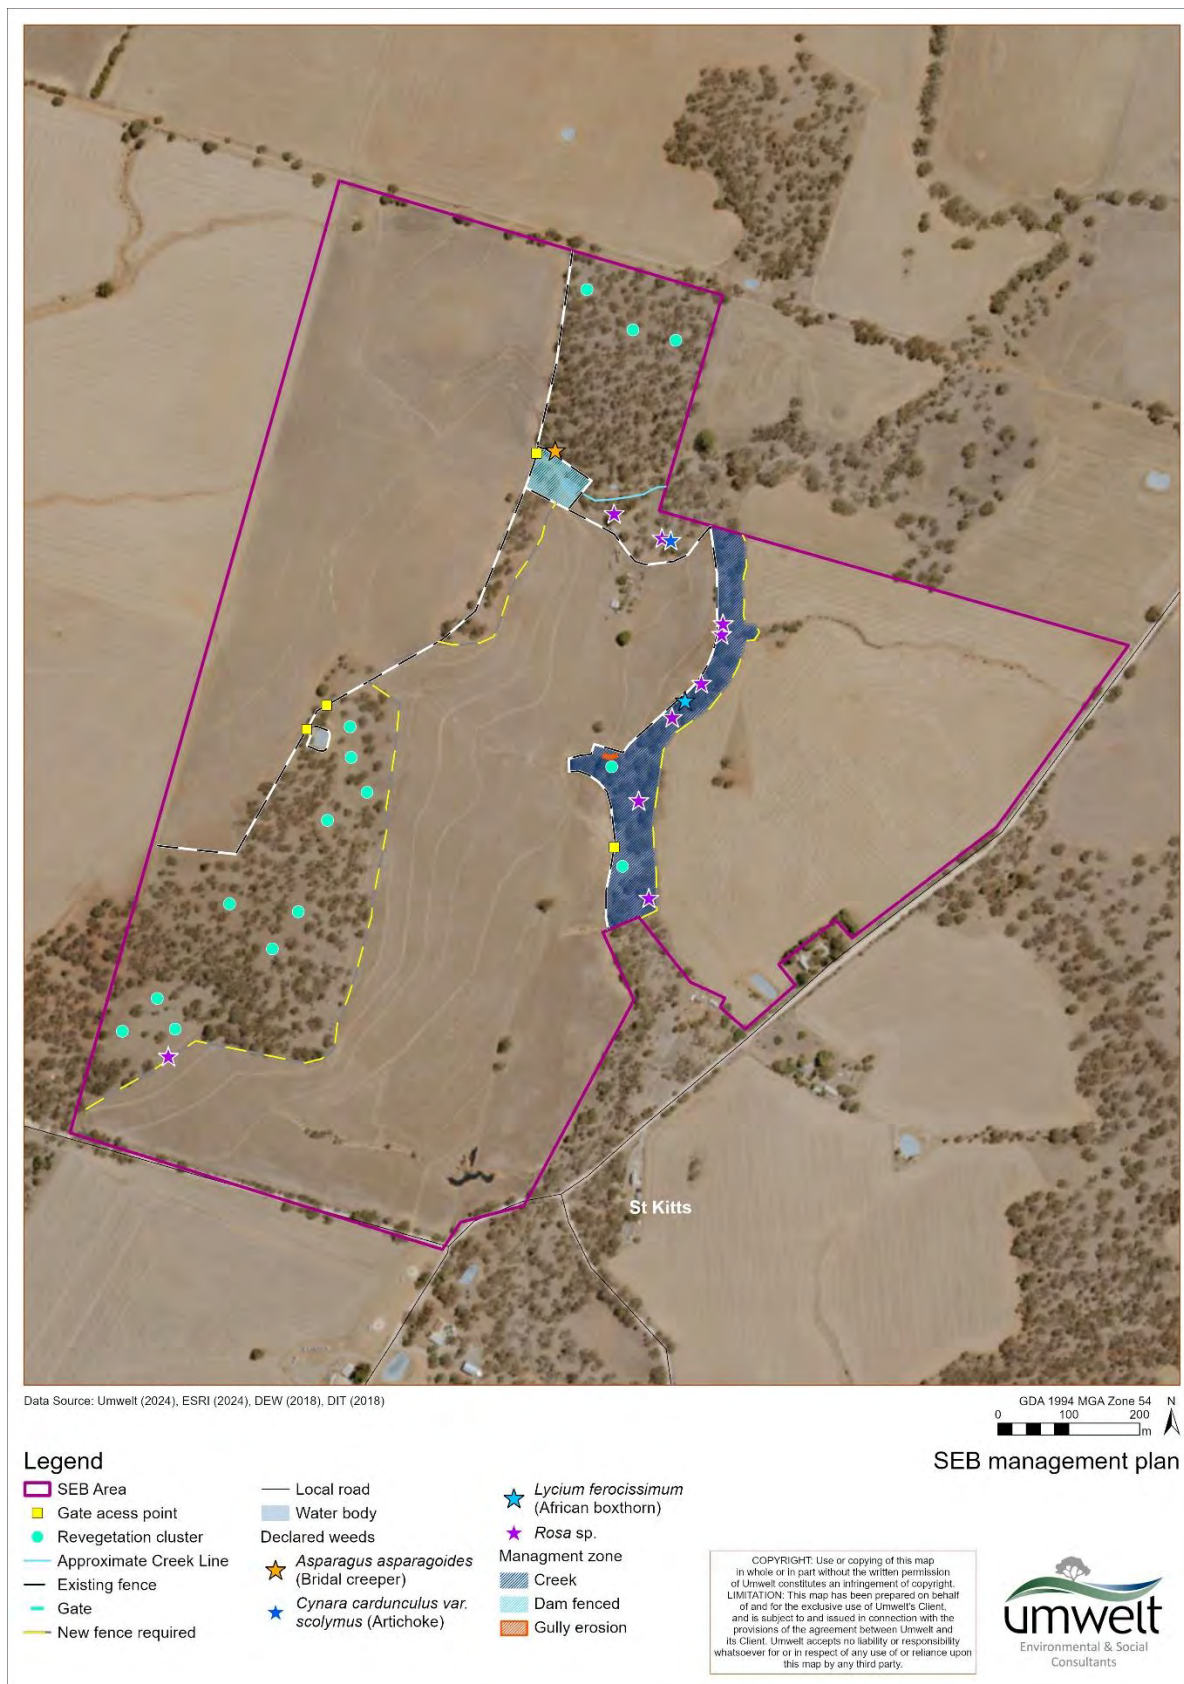 St Kitts
Data Source: Umwelt (2024), ESRI (2024), DEW (2018), DIT (2018)
GDA 1994 MGA Zone 54 N
0 100 200
m
SEB management plan
Legend
SEB Area
Gate acess point
Revegetation cluster
Approximate Creek Line
Existing fence
Gate
New fence required
Local road
Water body
Declared weeds
Asparagus asparagoides
(Bridal creeper)
Cynara cardunculus var.
scolymus (Artichoke)
Lycium ferocissimum
(African boxthorn)
Rosa sp.
Managment zone
Creek
Dam fenced
Gully erosion
COPYRIGHT: Use or copying of this map
in whole or in part without the written permission
of Umwelt constitutes an infringement of copyright.
LIMITATION: This map has been prepared on behalf
of and for the exclusive use of Umwelt's Client,
and is subject to and issued in connection with the
provisions of the agreement between Umwelt and
its Client. Umwelt accepts no liability or responsibility
whatsoever for or in respect of any use of or reliance upon
this map by any third party.
umwelt
Environmental & Social
Consultants